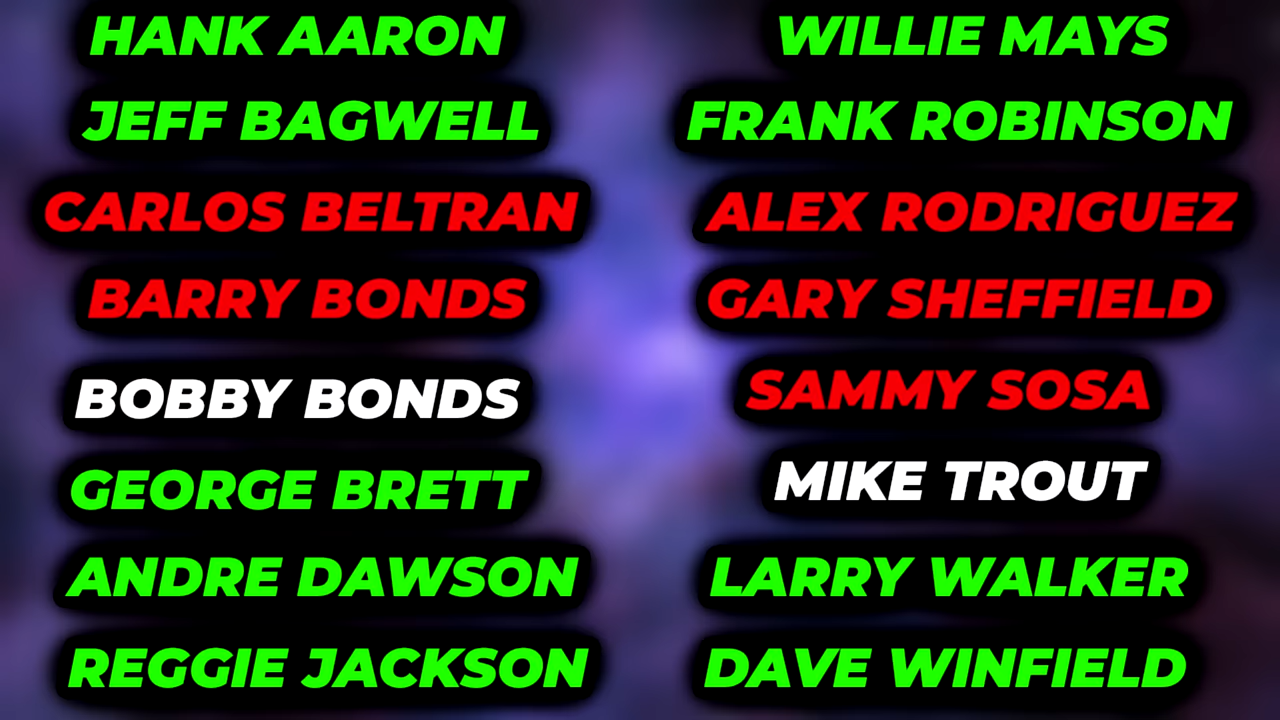 HANK AARON
JEFF BAGWELL
CARLOS BELTRAN
BARRY BONDS
BOBBY BONDS
GEORGE BRETT
ANDRE DAWSON
REGGIE JACKSON
WILLIE MAYS
FRANK ROBINSON
ALEX RODRIGUEZ
GARY SHEFFIELD
SAMMY SOSA
MIKE TROUT
LARRY WALKER
DAVE WINFIELD